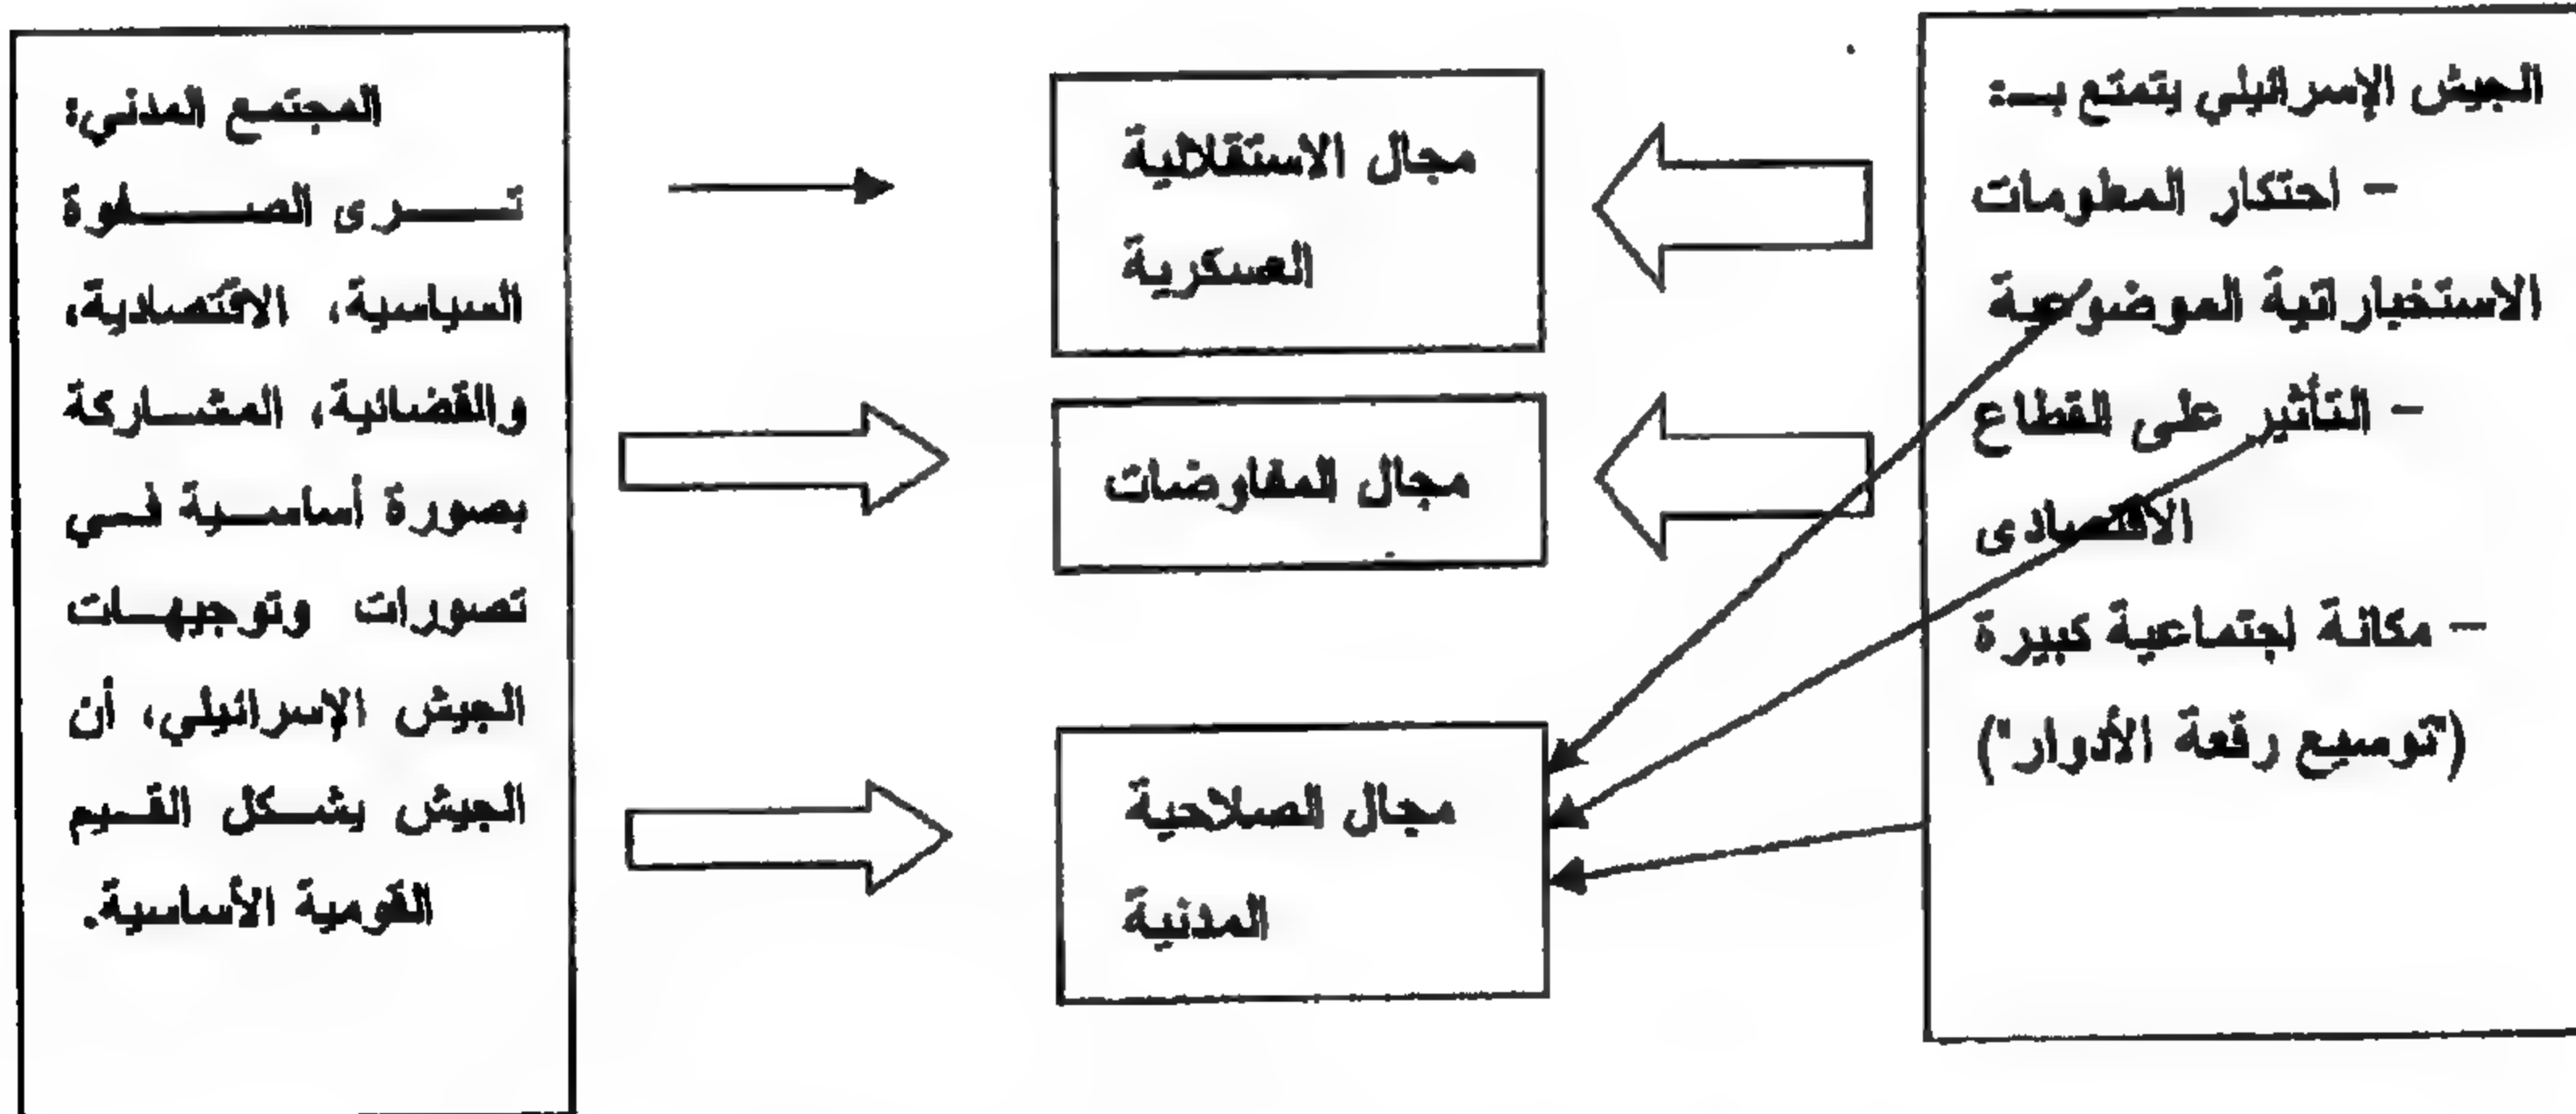 الجيش الإسرائيلي يتمتع بـ:
- احتكار المعلومات
الاستخباراتية الموضوعية
- التأثير على القطاع
الاقتصادى
- مكانة اجتماعية كبيرة
("توسيع رقعة الأدوار")
مجال الاستقلالية
العسكرية
مجال المفاوضات
مجال الصلاحية
المدنية
المجتمع المدني:
ترى الصفوة
السياسية، الاقتصادية،
والقضائية، المشاركة
بصورة أساسية في
تصورات وتوجيهات
الجيش الإسرائيلي، أن
الجيش يشكل القيم
القومية الأساسية.